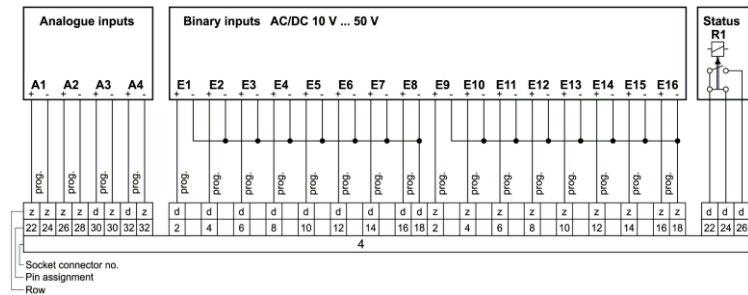 Analogue inputs
Binary inputs AC/DC 10 V ... 50 V
Status
R1
A1 A2 A3 A4 E1 E2 E3 E4 E5 E6 E7 E8 E9 E10 E11 E12 E13 E14 E15 E16
+ - + - + - + - + - + - + - + - + - + - + - + - + - + - + - + - + - + - + - + -
prog. prog. prog. prog. prog. prog. prog. prog. prog. prog. prog. prog. prog. prog. prog. prog. prog. prog. prog. prog.
z z z z d z d z d d d d d d d d d z z z z z z z z z d d d
22 24 26 28 30 30 32 32 2 4 6 8 10 12 14 16 18 2 4 6 8 10 12 14 16 18 22 24 26
4
Socket connector no.
Pin assignment
Row